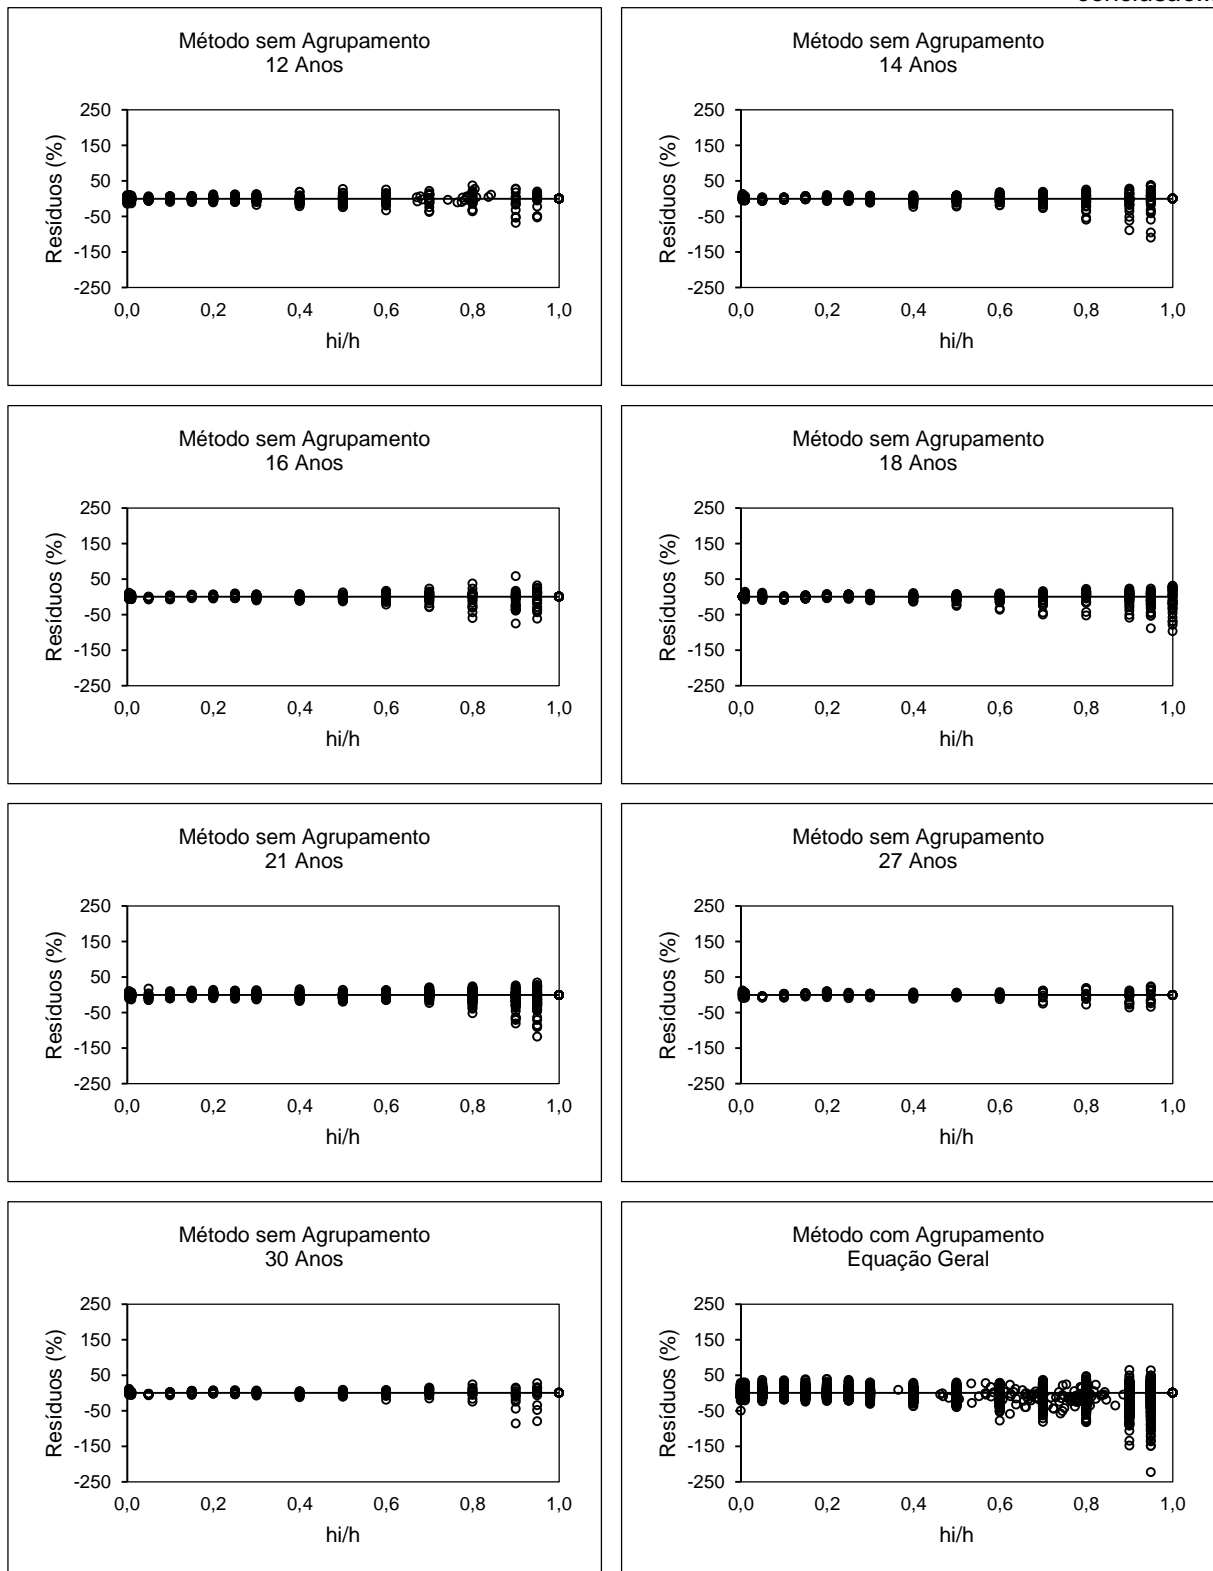 Método sem Agrupamento
12 Anos
250
150
50
-50
-150
-250
Resíduos (%)
0,0 0,2 0,4 0,6 0,8 1,0
hi/h
Método sem Agrupamento
14 Anos
250
150
50
-50
-150
-250
Resíduos (%)
0,0 0,2 0,4 0,6 0,8 1,0
hi/h
Método sem Agrupamento
16 Anos
250
150
50
-50
-150
-250
Resíduos (%)
0,0 0,2 0,4 0,6 0,8 1,0
hi/h
Método sem Agrupamento
18 Anos
250
150
50
-50
-150
-250
Resíduos (%)
0,0 0,2 0,4 0,6 0,8 1,0
hi/h
Método sem Agrupamento
21 Anos
250
150
50
-50
-150
-250
Resíduos (%)
0,0 0,2 0,4 0,6 0,8 1,0
hi/h
Método sem Agrupamento
27 Anos
250
150
50
-50
-150
-250
Resíduos (%)
0,0 0,2 0,4 0,6 0,8 1,0
hi/h
Método sem Agrupamento
30 Anos
250
150
50
-50
-150
-250
Resíduos (%)
0,0 0,2 0,4 0,6 0,8 1,0
hi/h
Método com Agrupamento
Equação Geral
250
150
50
-50
-150
-250
Resíduos (%)
0,0 0,2 0,4 0,6 0,8 1,0
hi/h